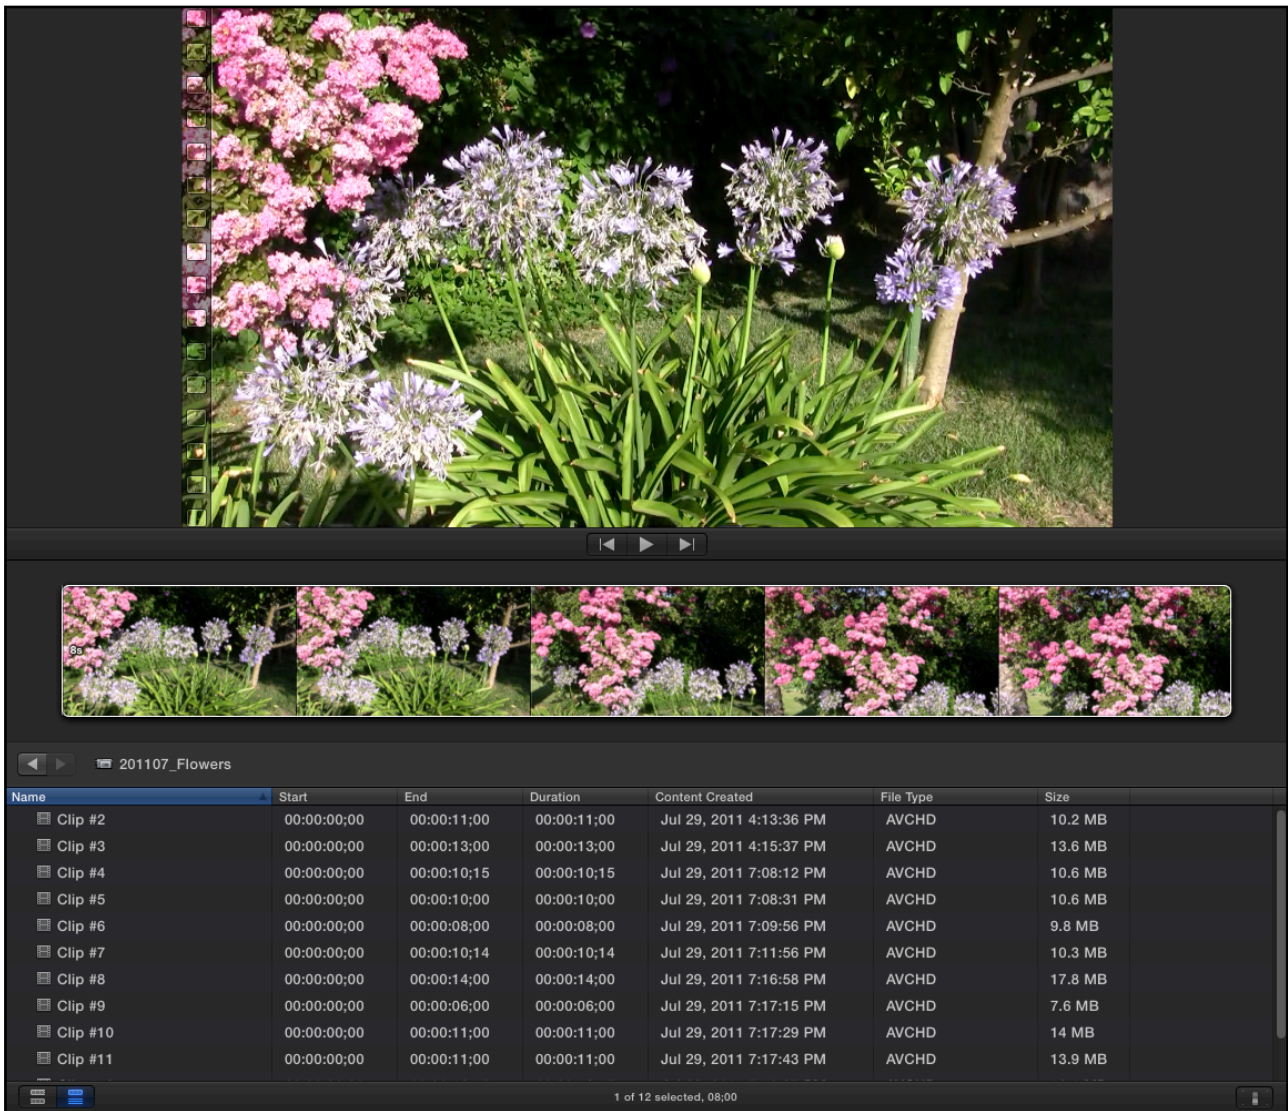 8s
201107_Flowers
Name Start End Duration Content Created File Type Size
Clip #2 00:00:00;00 00:00:11;00 00:00:11;00 Jul 29, 2011 4:13:36 PM AVCHD 10.2 MB
Clip #3 00:00:00;00 00:00:13;00 00:00:13;00 Jul 29, 2011 4:15:37 PM AVCHD 13.6 MB
Clip #4 00:00:00;00 00:00:10;15 00:00:10;15 Jul 29, 2011 7:08:12 PM AVCHD 10.6 MB
Clip #5 00:00:00;00 00:00:10;00 00:00:10;00 Jul 29, 2011 7:08:31 PM AVCHD 10.6 MB
Clip #6 00:00:00;00 00:00:08;00 00:00:08;00 Jul 29, 2011 7:09:56 PM AVCHD 9.8 MB
Clip #7 00:00:00;00 00:00:10;14 00:00:10;14 Jul 29, 2011 7:11:56 PM AVCHD 10.3 MB
Clip #8 00:00:00;00 00:00:14;00 00:00:14;00 Jul 29, 2011 7:16:58 PM AVCHD 17.8 MB
Clip #9 00:00:00;00 00:00:06;00 00:00:06;00 Jul 29, 2011 7:17:15 PM AVCHD 7.6 MB
Clip #10 00:00:00;00 00:00:11;00 00:00:11;00 Jul 29, 2011 7:17:29 PM AVCHD 14 MB
Clip #11 00:00:00;00 00:00:11;00 00:00:11;00 Jul 29, 2011 7:17:43 PM AVCHD 13.9 MB
1 of 12 selected, 08;00